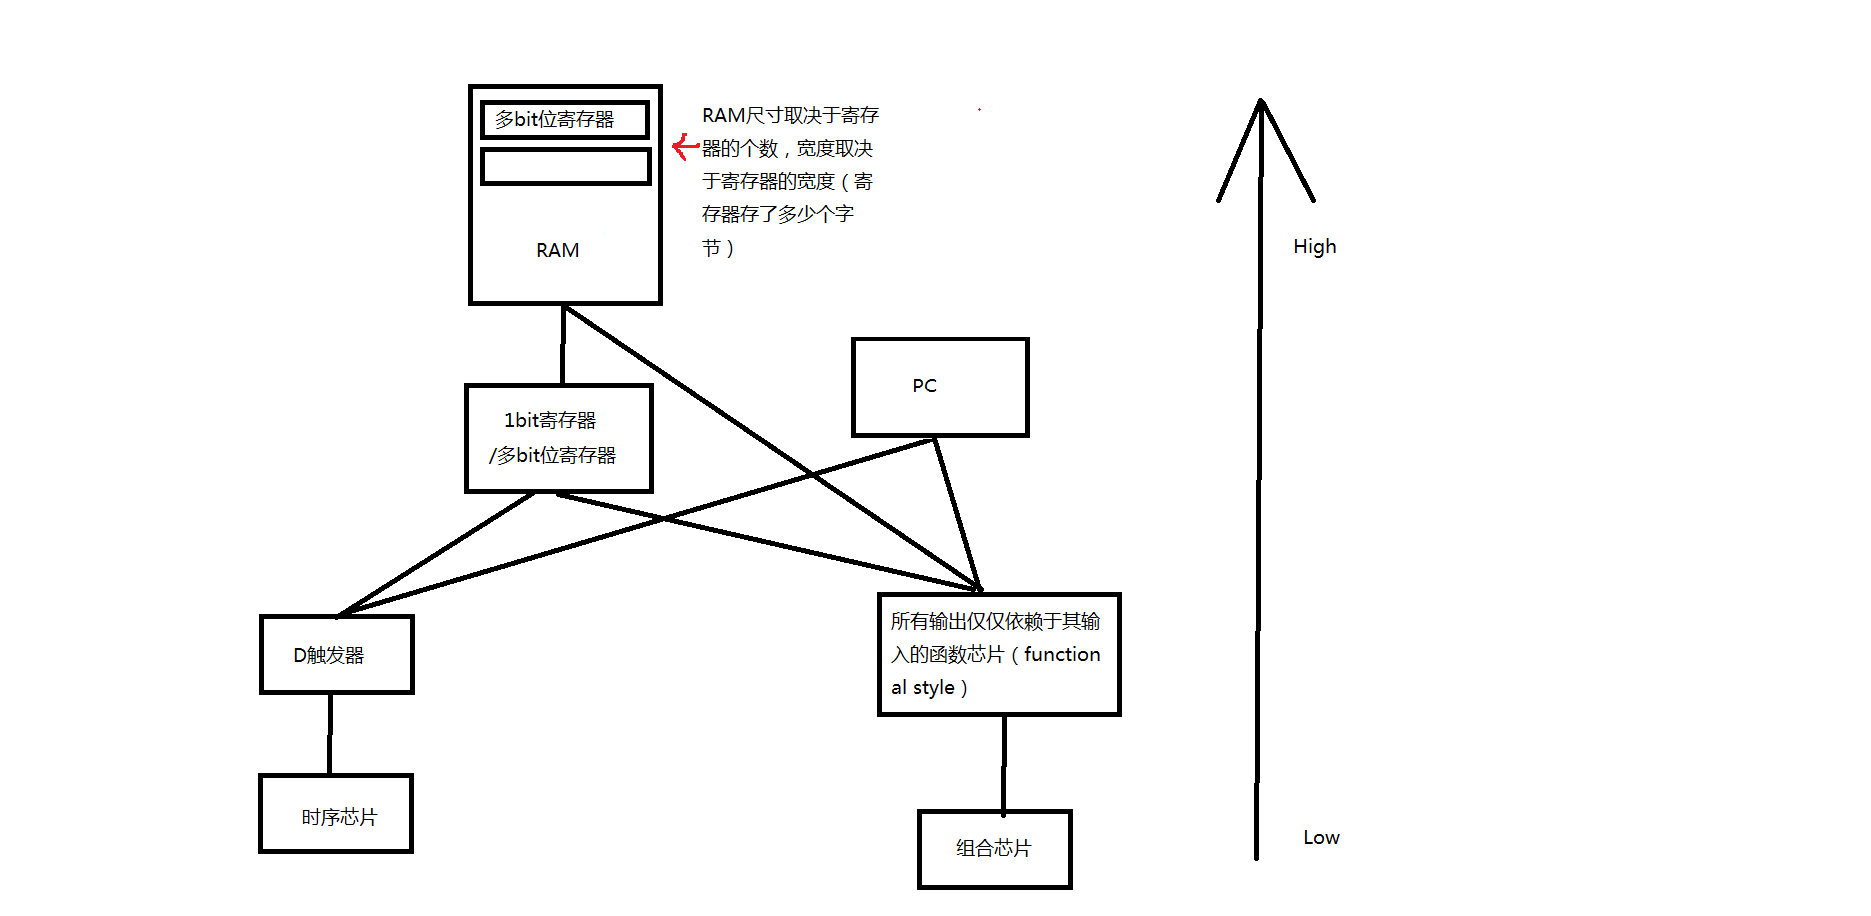 多bit位寄存器
RAM
RAM尺寸取决于寄存
器的个数，宽度取决
于寄存器的宽度（寄
存器存了多少个字
节）
High
PC
1bit寄存器
/多bit位寄存器
D触发器
所有输出仅仅依赖于其输
入的函数芯片（function
al style）
时序芯片
组合芯片
Low